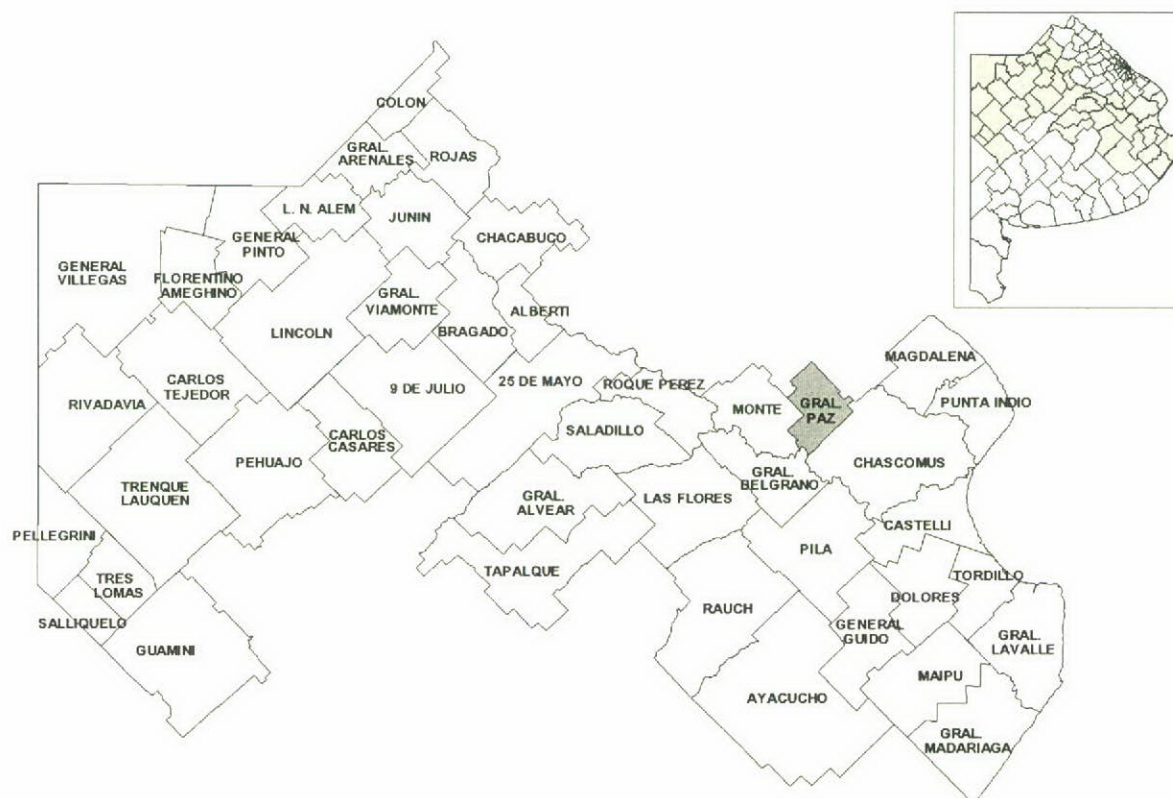 COLON
GRAL.
ARENALES
ROJAS
L. N. ALEM
JUNIN
CHACABUCO
GENERAL
PINTO
GENERAL
VILLEGAS
FLORENTINO
AMEGHINO
GRAL.
VIAMONTE
ALBERTI
LINCOLN
BRAGADO
MAGDALENA
CARLOS
TEJEDOR
9 DE JULIO
25 DE MAYO
ROQUE PEREZ
RIVADAVIA
MONTE
GRAL.
PAZ
PUNTA INDIO
SALADILLO
CARLOS
CASARES
PEHUAJO
CHASCOMUS
GRAL.
BELGRANO
TRENQUE
LAUQUEN
LAS FLORES
GRAL.
ALVEAR
CASTELLI
PELLEGRINI
PILA
TAPALQUE
TORDILLO
TRES
LOMAS
DOLORES
RAUCH
SALLIQUELO
GENERAL
GUIDO
GRAL.
LAVALLE
GUAMINI
MAIPU
AYACUCHO
GRAL.
MADARIAGA